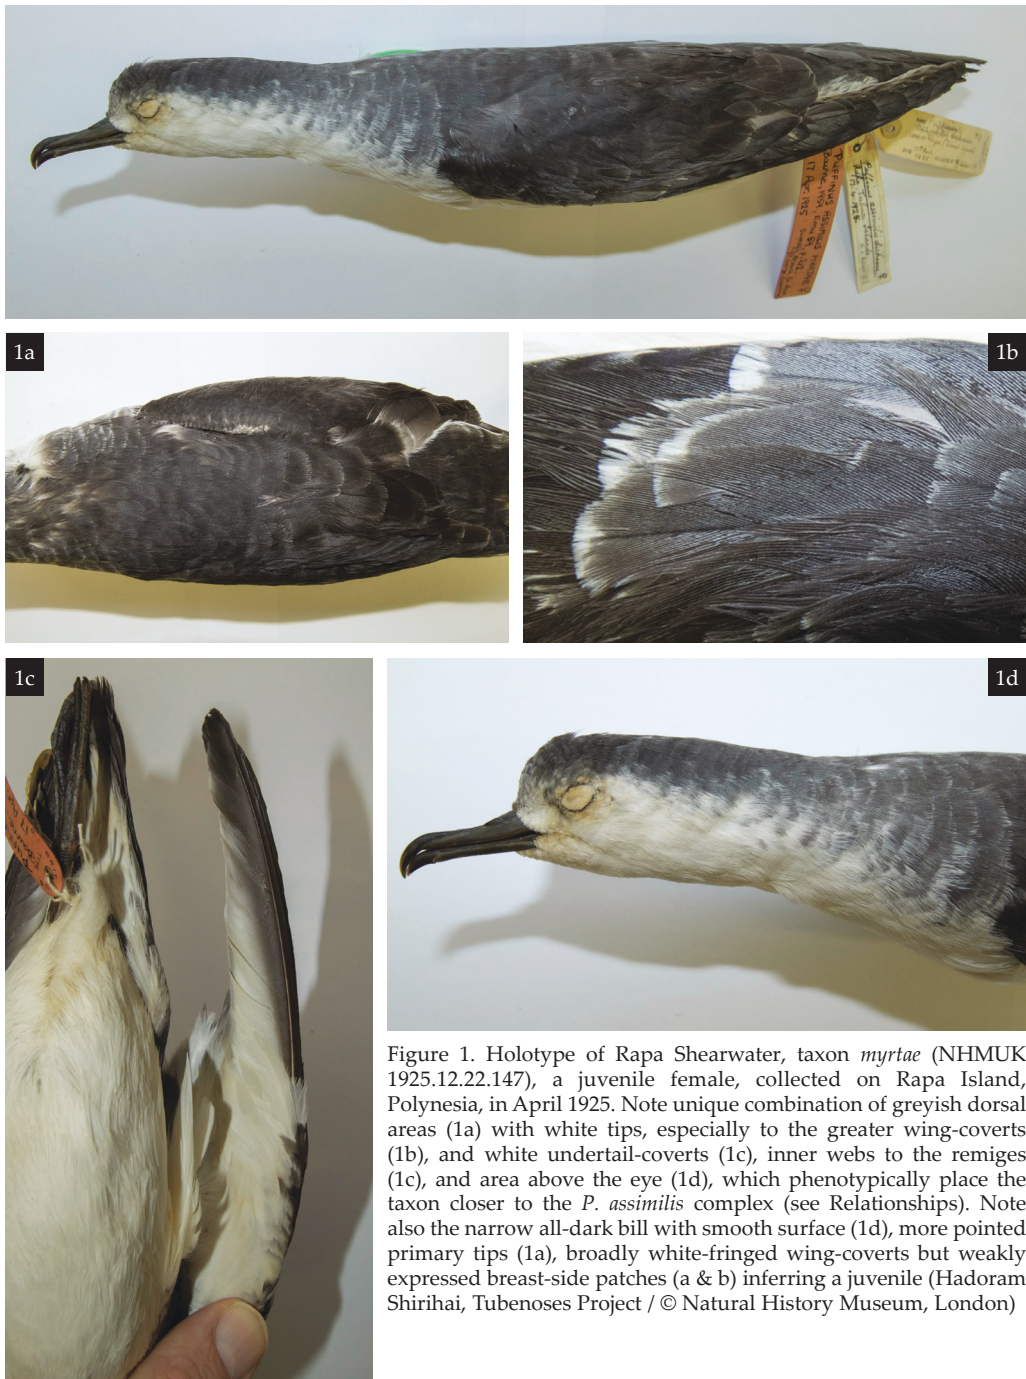 PUFFINUS ASSIMILIS
17 Apr. 1925
1a
1b
1c
1d
Figure 1. Holotype of Rapa Shearwater, taxon myrtae (NHMUK
1925.12.22.147), a juvenile female, collected on Rapa Island,
Polynesia, in April 1925. Note unique combination of greyish dorsal
areas (1a) with white tips, especially to the greater wing-coverts
(1b), and white undertail-coverts (1c), inner webs to the remiges
(1c), and area above the eye (1d), which phenotypically place the
taxon closer to the P. assimilis complex (see Relationships). Note
also the narrow all-dark bill with smooth surface (1d), more pointed
primary tips (1a), broadly white-fringed wing-coverts but weakly
expressed breast-side patches (a & b) inferring a juvenile (Hadoram
Shirihai, Tubenoses Project / © Natural History Museum, London)